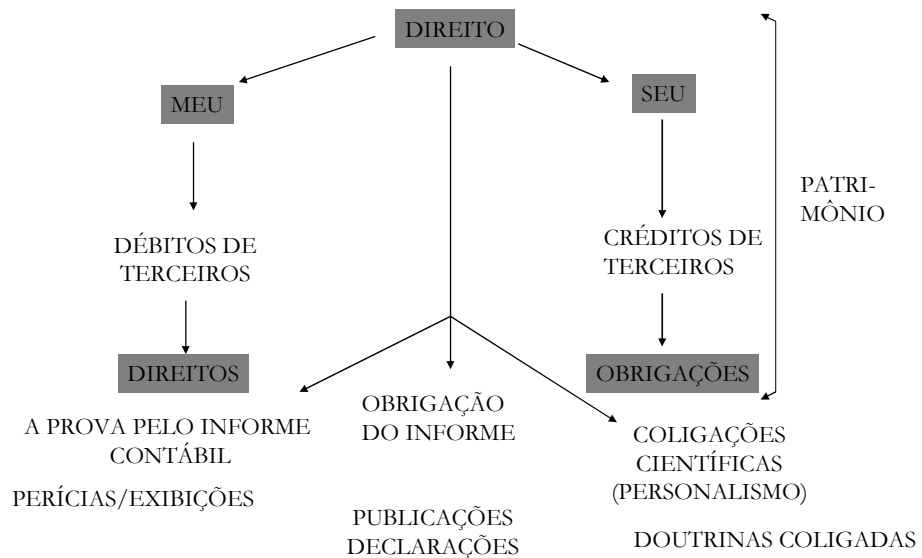 DIREITO
MEU
SEU
PATRI-
MÔNIO
DÉBITOS DE
TERCEIROS
CRÉDITOS DE
TERCEIROS
DIREITOS
OBRIGAÇÕES
A PROVA PELO INFORME
CONTÁBIL
OBRIGAÇÃO
DO INFORME
COLIGAÇÕES
CIENTÍFICAS
(PERSONALISMO)
PERÍCIAS/EXIBIÇÕES
PUBLICAÇÕES
DECLARAÇÕES
DOUTRINAS COLIGADAS